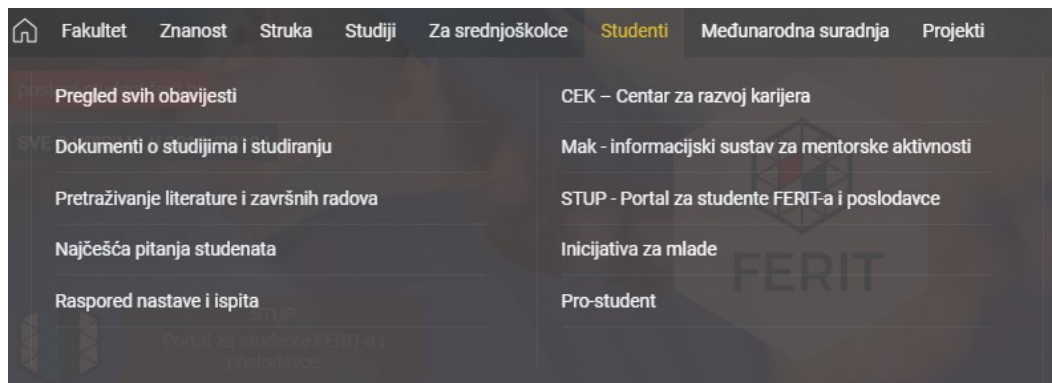 Fakultet Znanost Struka Studiji Za srednjoškolce Studenti Međunarodna suradnja Projekti
Pregled svih obavijesti
Dokumenti o studijima i studiranju
Pretraživanje literature i završnih radova
Najčešća pitanja studenata
Raspored nastave i ispita
CEK – Centar za razvoj karijera
Mak - informacijski sustav za mentorske aktivnosti
STUP - Portal za studente FERIT-a i poslodavce
Inicijativa za mlade
Pro-student
FERIT
STUP
Portal za studente FERIT-a i
poslodavce